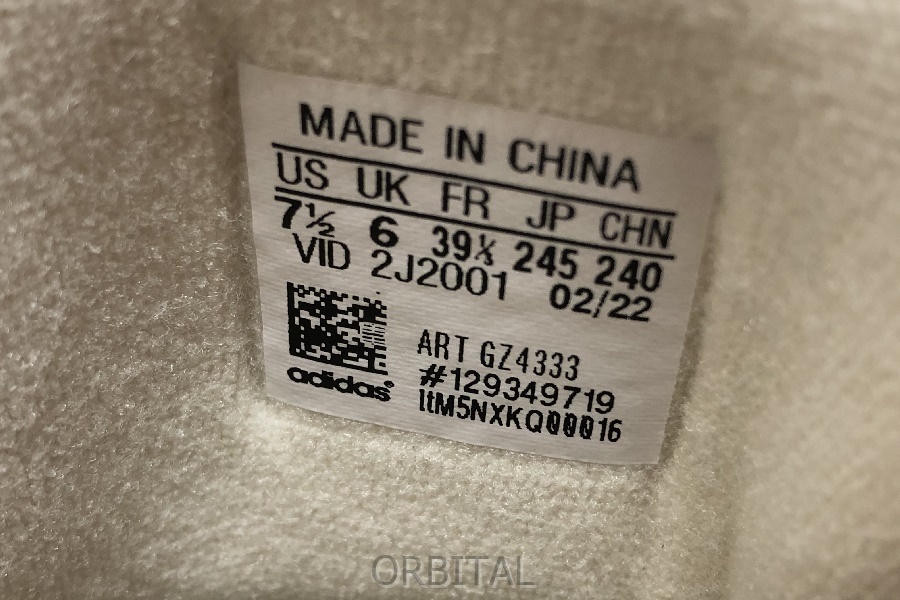 MADE IN CHINA
US UK FR JP CHN
7½ 6 39⅓ 245 240
VID 2J2001 02/22
ART GZ4333
#129349719
adidas®
ItM5NXKQ00016
ORBITAL